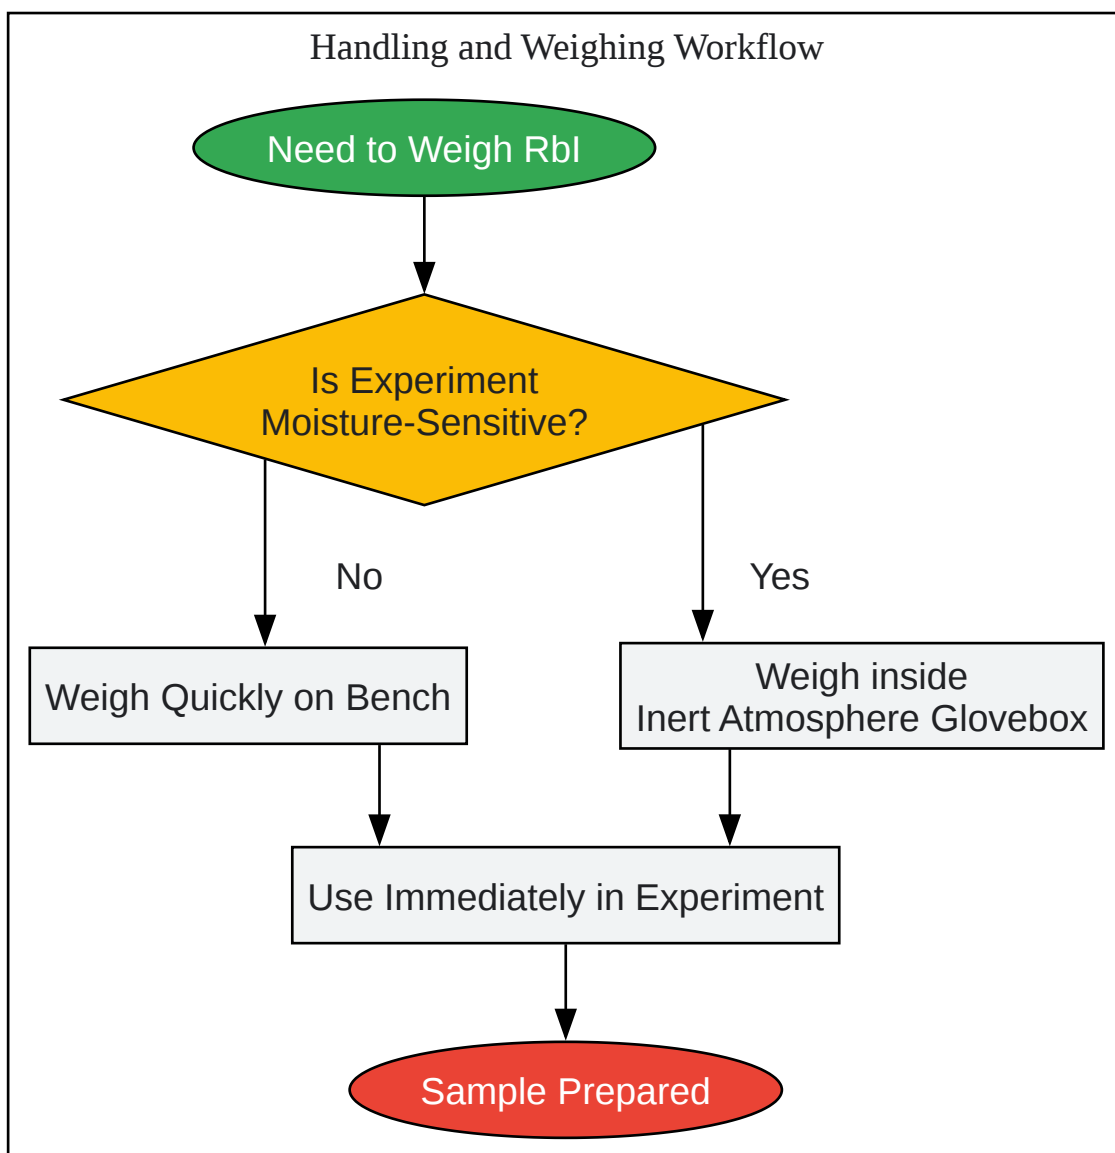 Handling and Weighing Workflow
Need to Weigh RbI
Is Experiment
Moisture-Sensitive?
No
Yes
Weigh Quickly on Bench
Weigh inside
Inert Atmosphere Glovebox
Use Immediately in Experiment
Sample Prepared